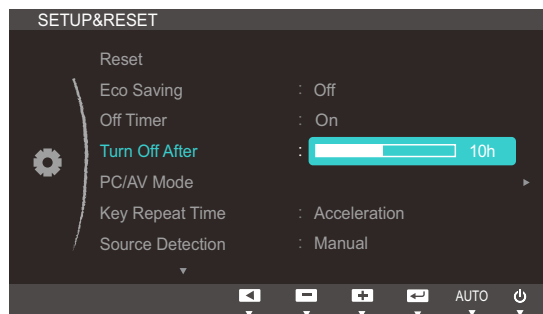 SETUP&RESET
Reset
Eco Saving : Off
Off Timer : On
Turn Off After : 10h
PC/AV Mode
Key Repeat Time : Acceleration
Source Detection : Manual
AUTO